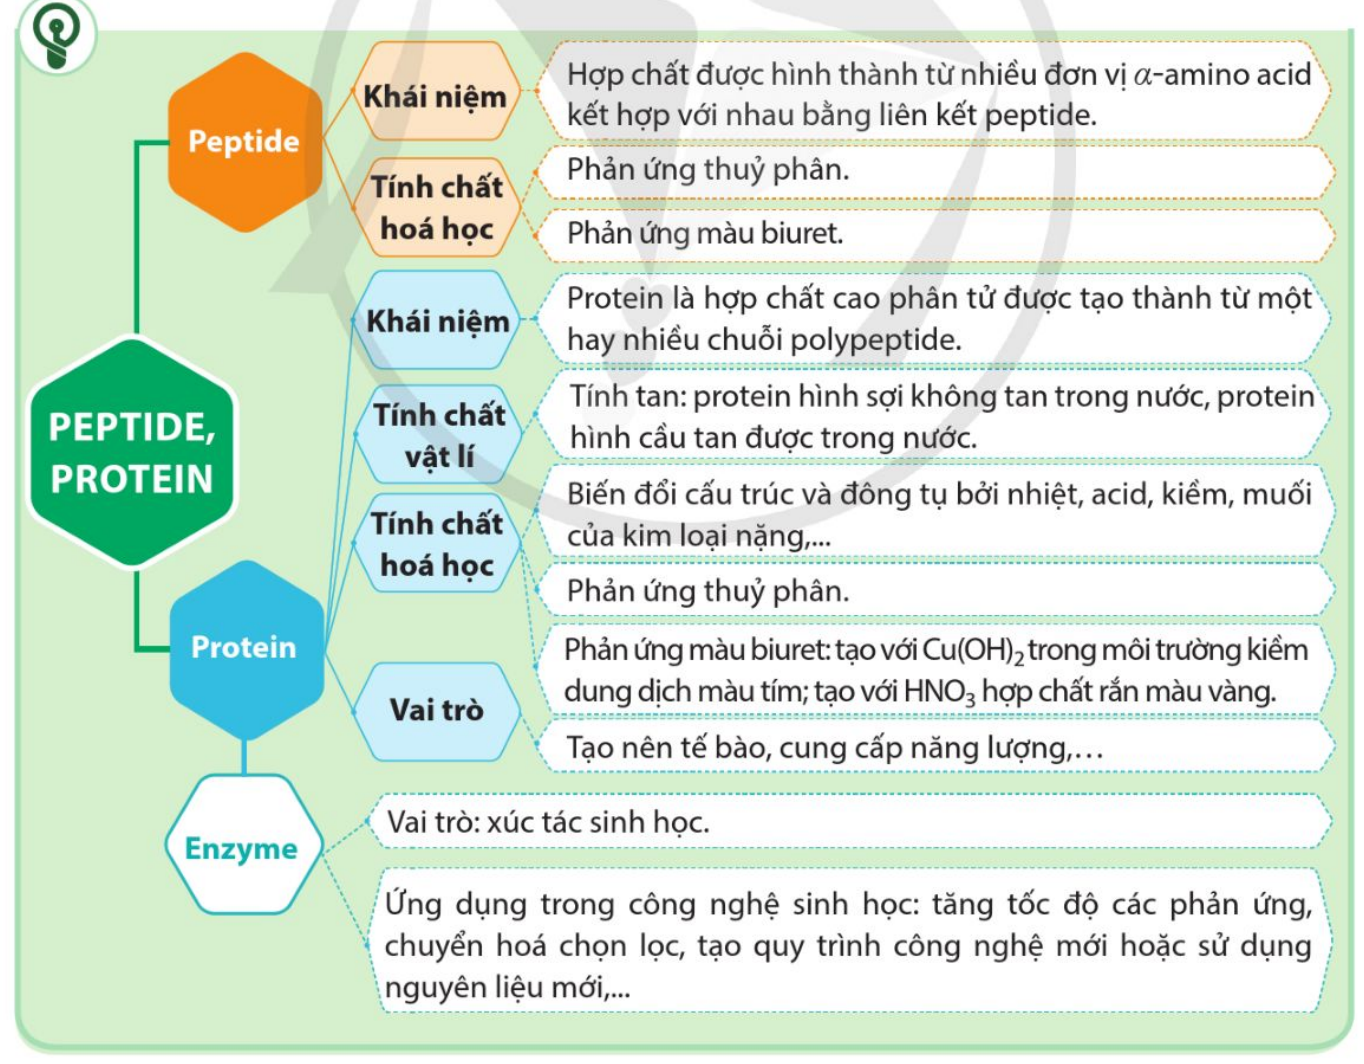 PEPTIDE,
PROTEIN
Peptide
Khái niệm
Hợp chất được hình thành từ nhiều đơn vị α-amino acid
kết hợp với nhau bằng liên kết peptide.
Tính chất
hoá học
Phản ứng thuỷ phân.
Phản ứng màu biuret.
Protein
Khái niệm
Protein là hợp chất cao phân tử được tạo thành từ một
hay nhiều chuỗi polypeptide.
Tính chất
vật lí
Tính tan: protein hình sợi không tan trong nước, protein
hình cầu tan được trong nước.
Tính chất
hoá học
Biến đổi cấu trúc và đông tụ bởi nhiệt, acid, kiềm, muối
của kim loại nặng,...
Phản ứng thuỷ phân.
Phản ứng màu biuret: tạo với Cu(OH)₂ trong môi trường kiềm
dung dịch màu tím; tạo với HNO₃ hợp chất rắn màu vàng.
Vai trò
Tạo nên tế bào, cung cấp năng lượng,…
Enzyme
Vai trò: xúc tác sinh học.
Ứng dụng trong công nghệ sinh học: tăng tốc độ các phản ứng,
chuyển hoá chọn lọc, tạo quy trình công nghệ mới hoặc sử dụng
nguyên liệu mới,...